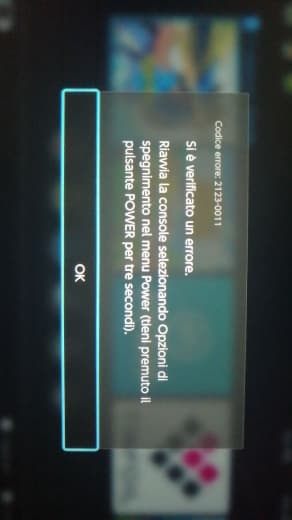 Codice errore: 2123-0011
Si è verificato un errore.
Riavvia la console selezionando Opzioni di
spegnimento nel menu Power (tieni premuto il
pulsante POWER per tre secondi).
OK